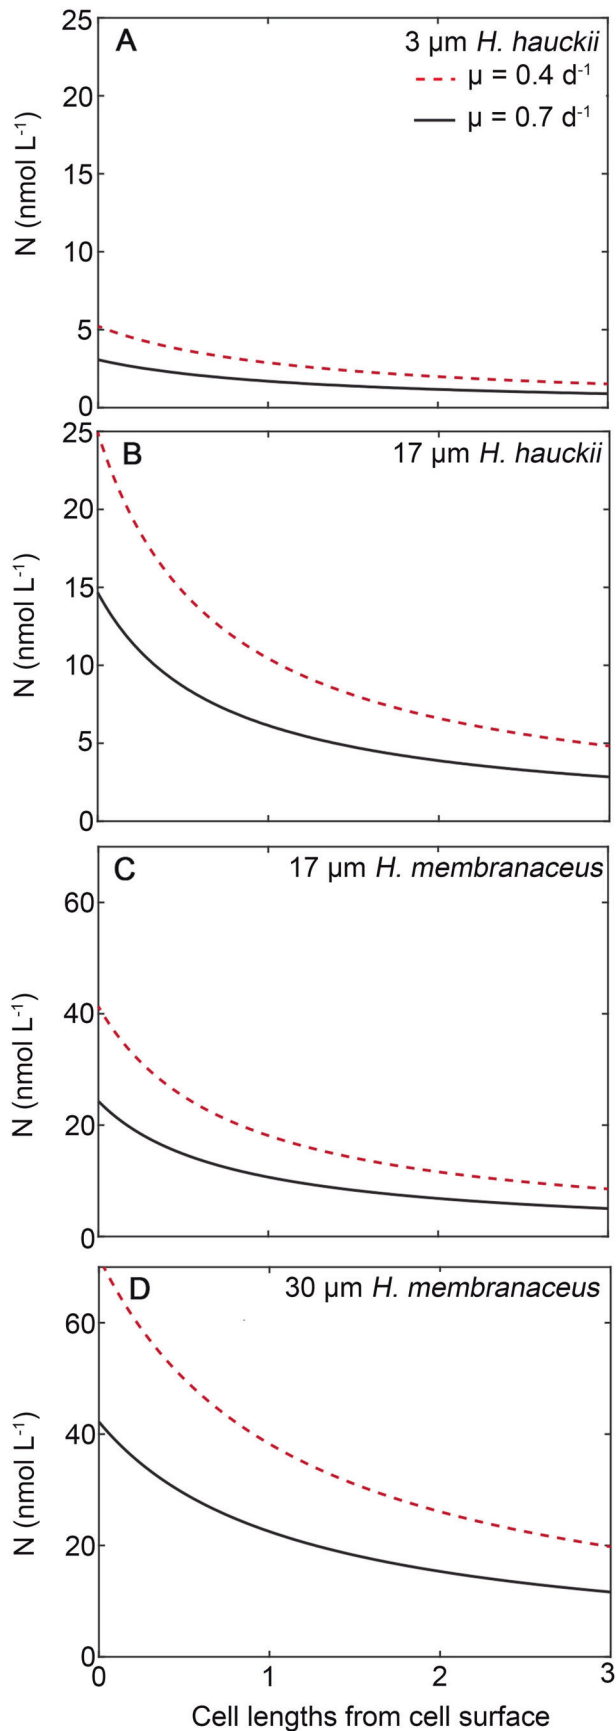 A
3 µm H. hauckii
µ = 0.4 d-1
µ = 0.7 d-1
25
20
15
10
5
0
N (nmol L-1)
B
17 µm H. hauckii
25
20
15
10
5
0
N (nmol L-1)
C
17 µm H. membranaceus
60
40
20
0
N (nmol L-1)
D
30 µm H. membranaceus
60
40
20
0
N (nmol L-1)
0 1 2 3
Cell lengths from cell surface